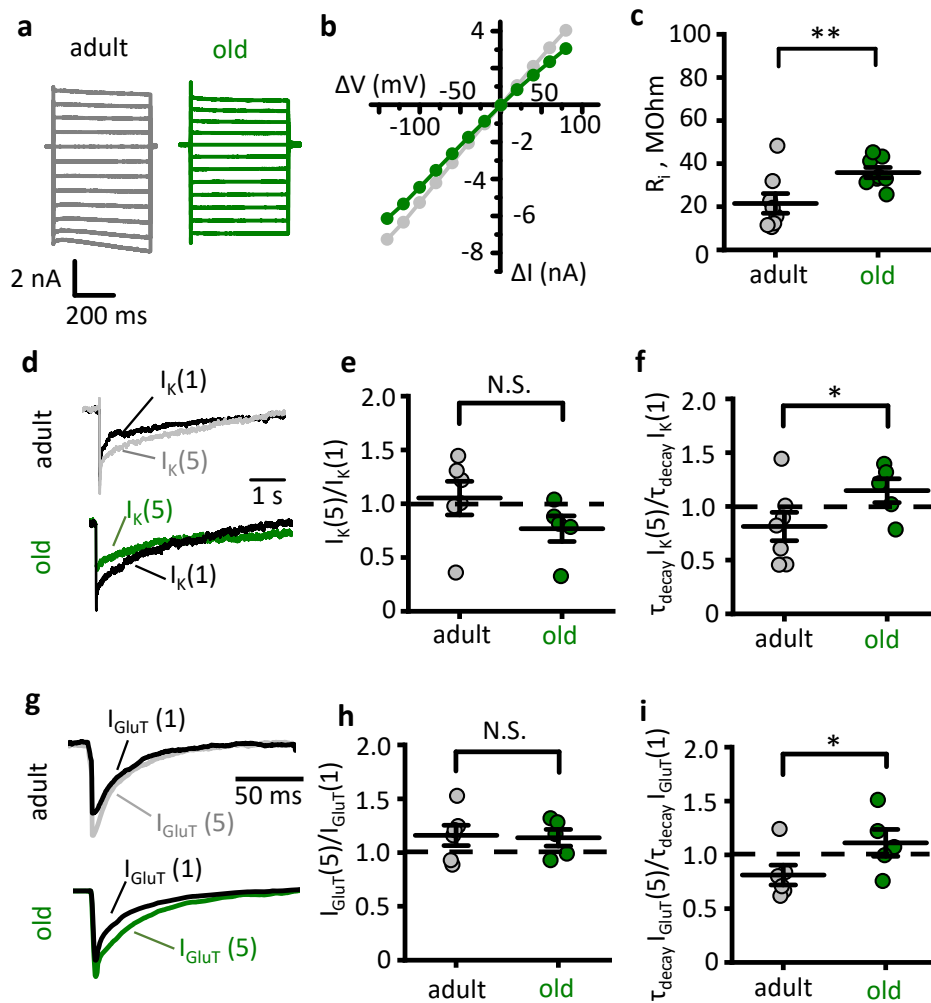 a
adult
old
2 nA
200 ms
b
ΔV (mV)
-50
50
-100
100
4
-2
-4
-6
-8
ΔI (nA)
c
**
R_i , MOhm
100
80
60
40
20
0
adult
old
d
adult
I_K(1)
I_K(5)
1 s
old
I_K(5)
I_K(1)
e
N.S.
I_K(5)/I_K(1)
2.0
1.5
1.0
0.5
0
adult
old
f
*
τ_decay I_K(5)/τ_decay I_K(1)
2.0
1.5
1.0
0.5
0
adult
old
g
adult
I_GluT (1)
I_GluT (5)
50 ms
old
I_GluT (1)
I_GluT (5)
h
N.S.
I_GluT(5)/I_GluT(1)
2.0
1.5
1.0
0.5
0
adult
old
i
*
τ_decay I_GluT(5)/τ_decay I_GluT(1)
2.0
1.5
1.0
0.5
0
adult
old